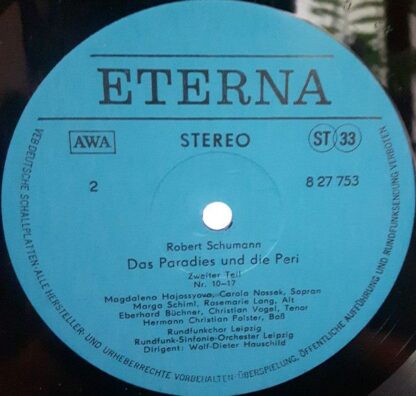 ETERNA
AWA
STEREO
ST 33
2
8 27 753
Robert Schumann
Das Paradies und die Peri
Zweiter Teil
Nr. 10-17
Magdalena Hajossyova, Carola Nossek, Sopran
Marga Schiml, Rosemarie Lang, Alt
Eberhard Büchner, Christian Vogel, Tenor
Hermann Christian Polster, Baß
Rundfunkchor Leipzig
Rundfunk-Sinfonie-Orchester Leipzig
Dirigent: Wolf-Dieter Hauschild
VEB DEUTSCHE SCHALLPLATTEN·ALLE HERSTELLER- UND URHEBERRECHTE VORBEHALTEN·ÜBERSPIELUNG, ÖFFENTLICHE AUFFÜHRUNG UND RUNDFUNKSENDUNG VERBOTEN